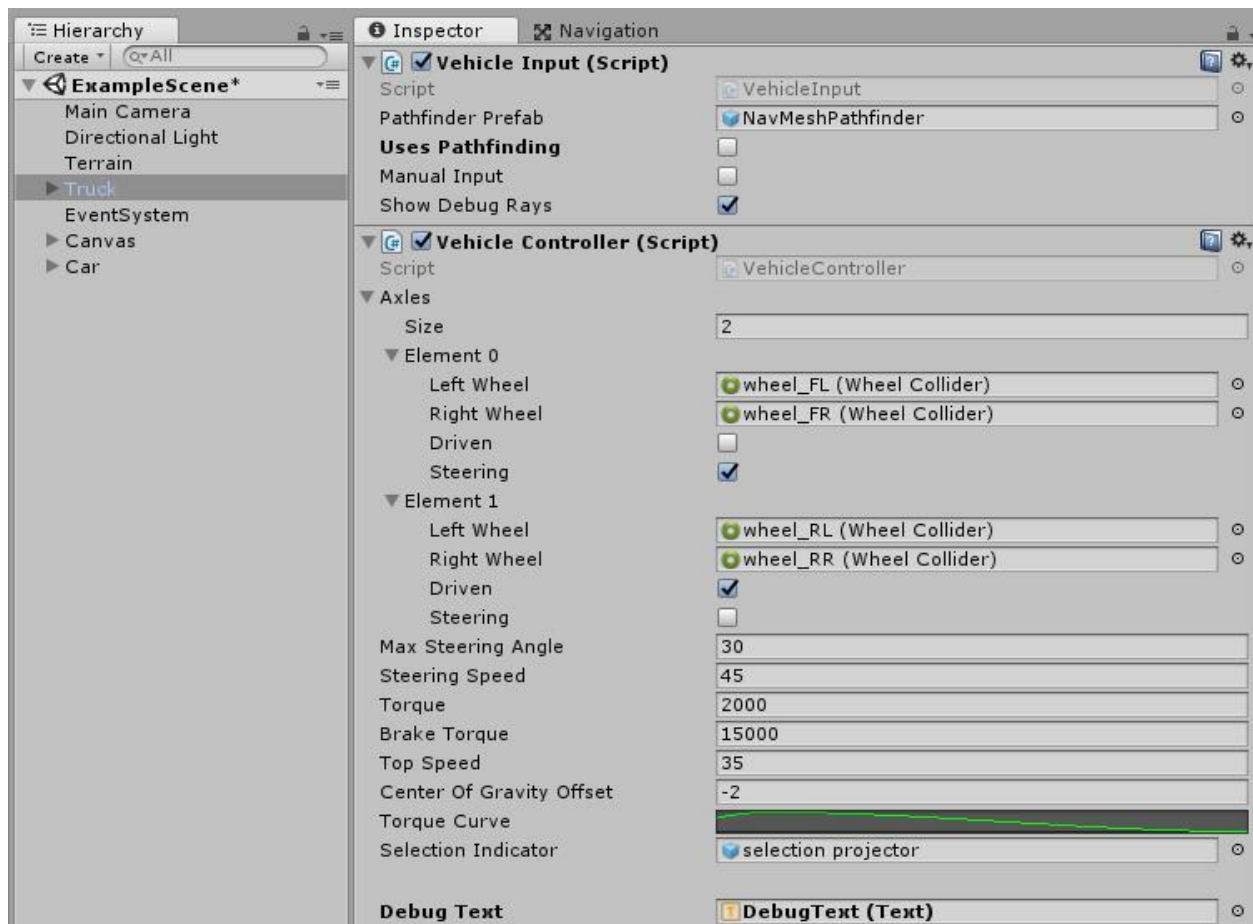 Hierarchy
Create All
ExampleScene*
Main Camera
Directional Light
Terrain
Truck
EventSystem
Canvas
Car
Inspector Navigation
Vehicle Input (Script)
Script VehicleInput
Pathfinder Prefab NavMeshPathfinder
Uses Pathfinding
Manual Input
Show Debug Rays
Vehicle Controller (Script)
Script VehicleController
Axles
Size 2
Element 0
Left Wheel wheel_FL (Wheel Collider)
Right Wheel wheel_FR (Wheel Collider)
Driven
Steering
Element 1
Left Wheel wheel_RL (Wheel Collider)
Right Wheel wheel_RR (Wheel Collider)
Driven
Steering
Max Steering Angle 30
Steering Speed 45
Torque 2000
Brake Torque 15000
Top Speed 35
Center Of Gravity Offset -2
Torque Curve
Selection Indicator selection projector
Debug Text DebugText (Text)